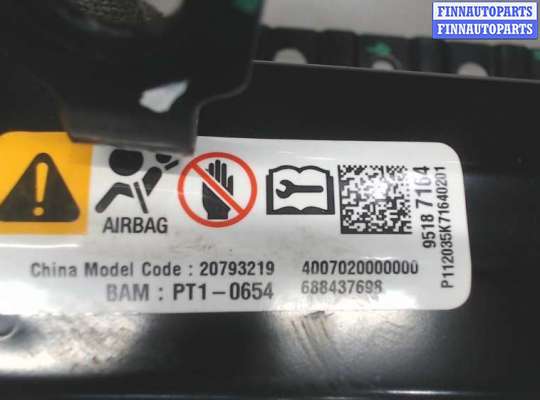 FINNAUTOPARTS
FINNAUTOPARTS
AIRBAG
China Model Code : 20793219
BAM : PT1-0654
4007020000000
688437698
9518 7164
P112035K71640201